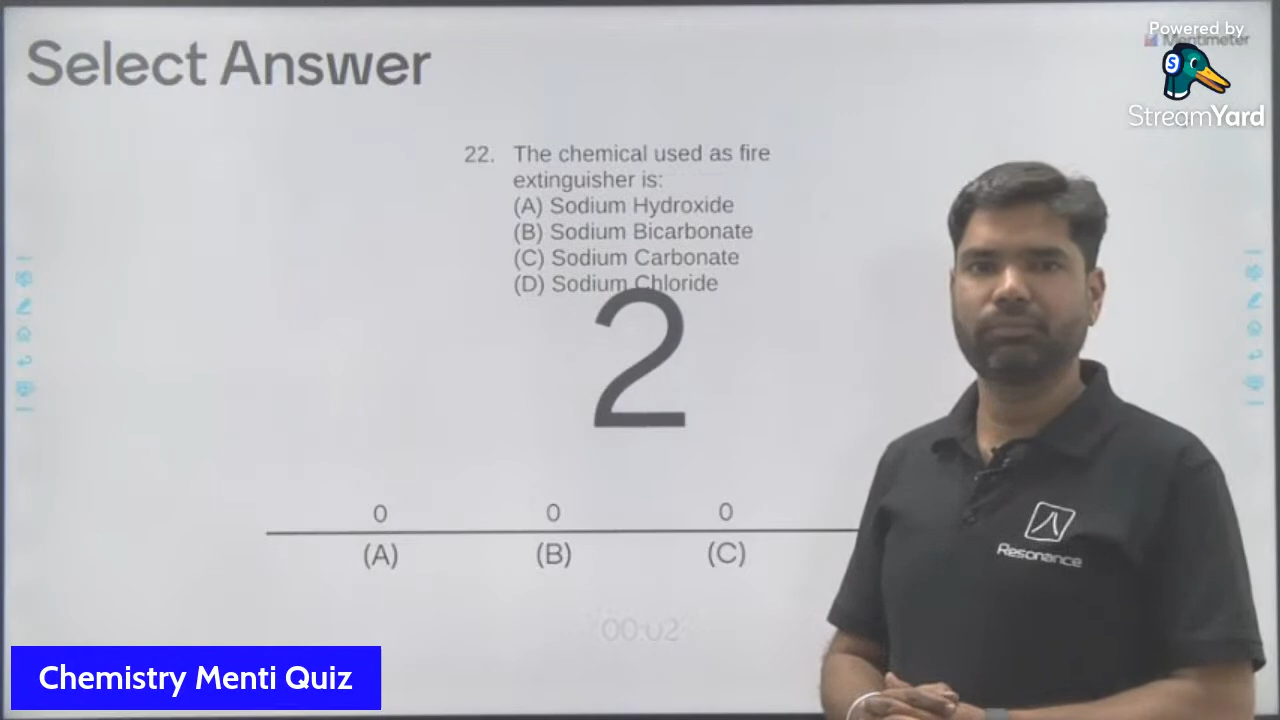 Select Answer
Powered by
Mentimeter
StreamYard
22. The chemical used as fire
extinguisher is:
(A) Sodium Hydroxide
(B) Sodium Bicarbonate
(C) Sodium Carbonate
(D) Sodium Chloride
2
0 0 0
(A) (B) (C)
Resonance
00:02
Chemistry Menti Quiz